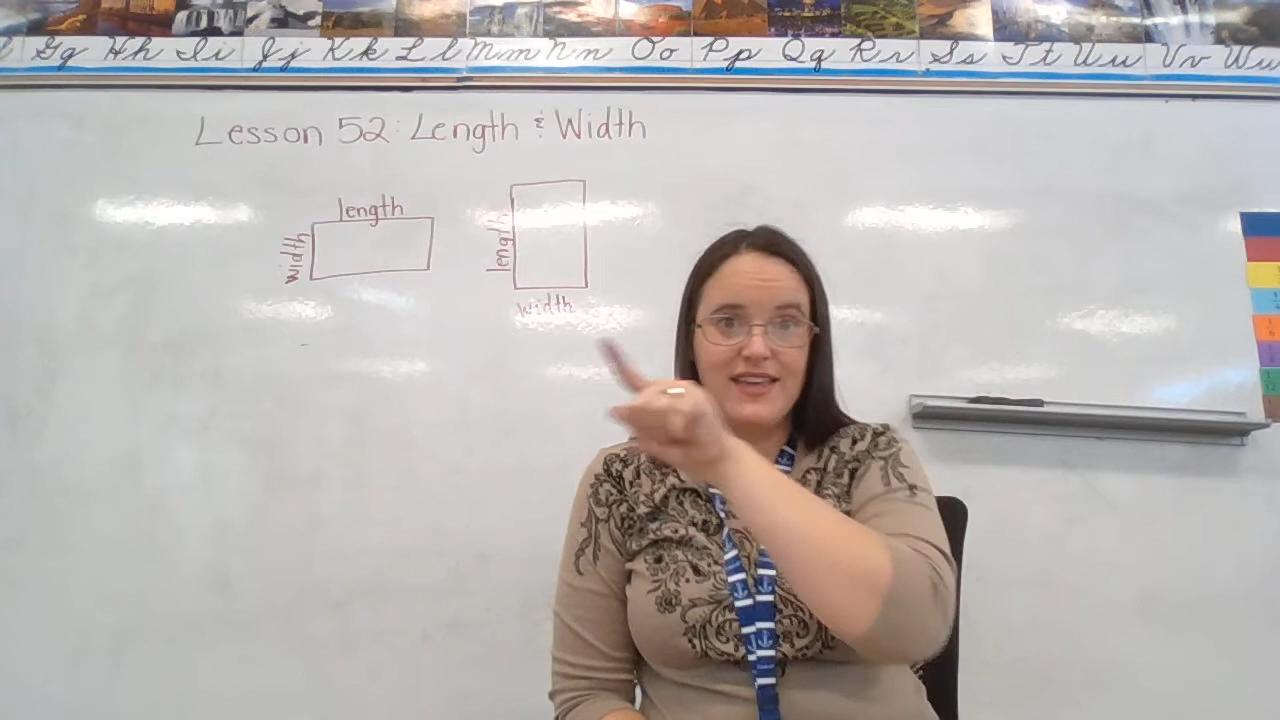 Gg Hh Ii Jj Kk Ll Mm Nn Oo Pp Qq Rr Ss Tt Uu Vv Ww
Lesson 52: Length & Width
length
width
length
width